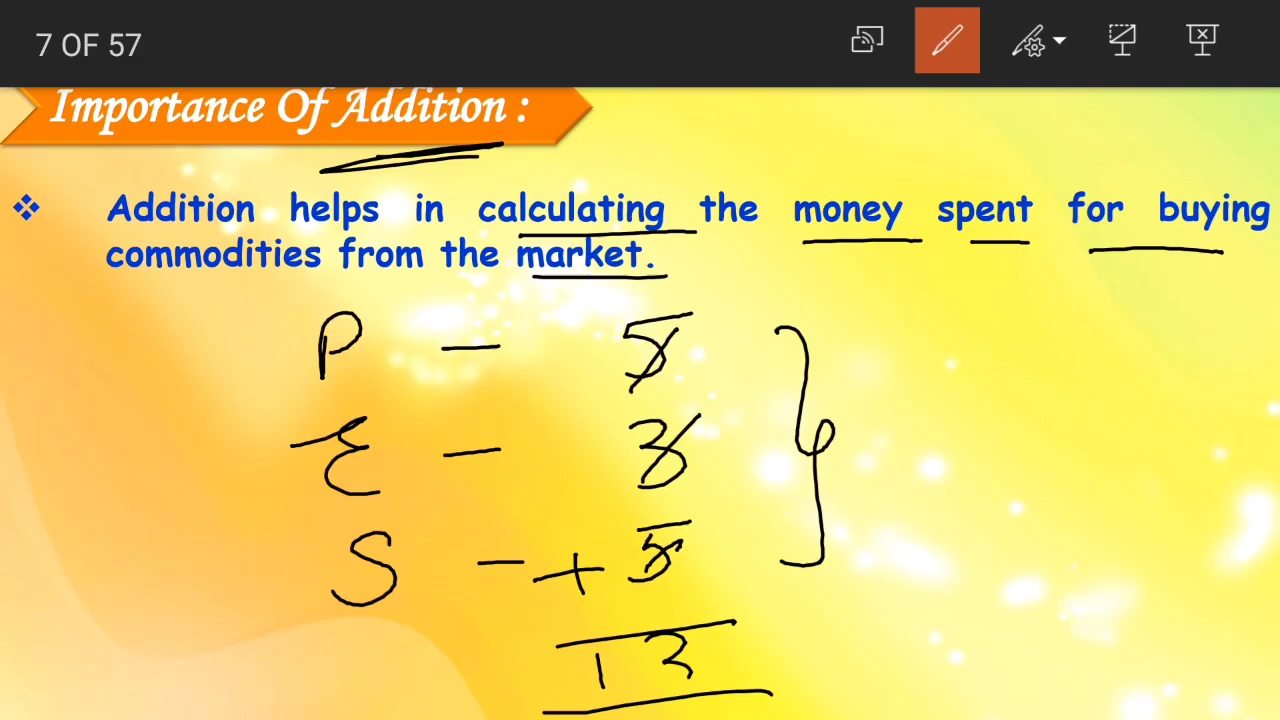 7 OF 57
Importance Of Addition :
❖ Addition helps in calculating the money spent for buying
commodities from the market.
P - 5
E - 3
S - + 5
13